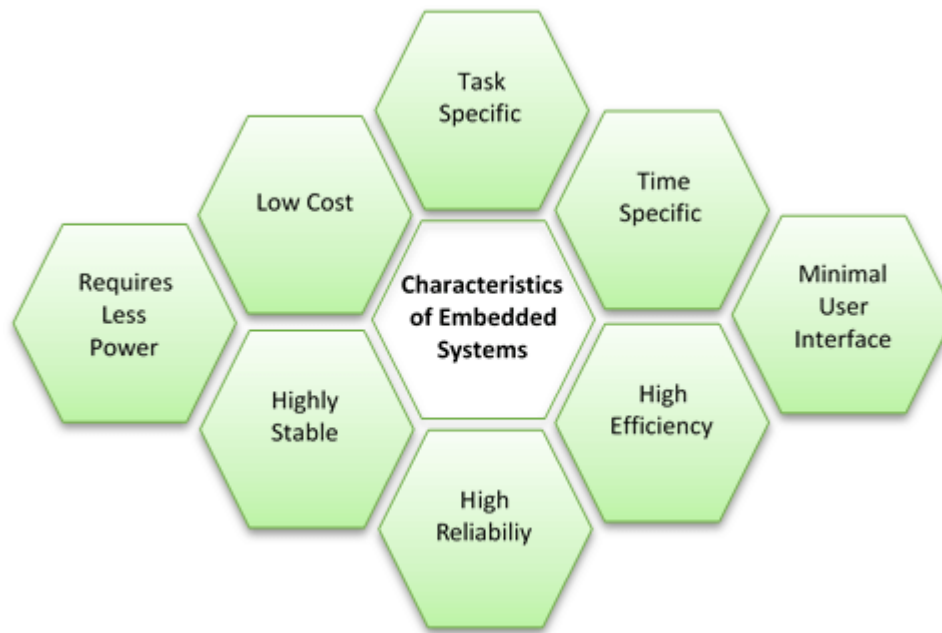 Task
Specific
Low Cost
Time
Specific
Requires
Less
Power
Characteristics
of Embedded
Systems
Minimal
User
Interface
Highly
Stable
High
Efficiency
High
Reliabiliy